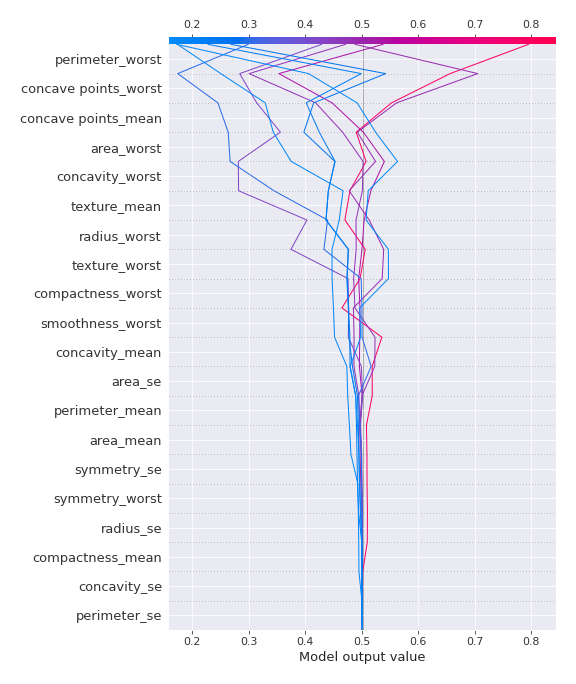 0.2 0.3 0.4 0.5 0.6 0.7 0.8
perimeter_worst
concave points_worst
concave points_mean
area_worst
concavity_worst
texture_mean
radius_worst
texture_worst
compactness_worst
smoothness_worst
concavity_mean
area_se
perimeter_mean
area_mean
symmetry_se
symmetry_worst
radius_se
compactness_mean
concavity_se
perimeter_se
0.2 0.3 0.4 0.5 0.6 0.7 0.8
Model output value